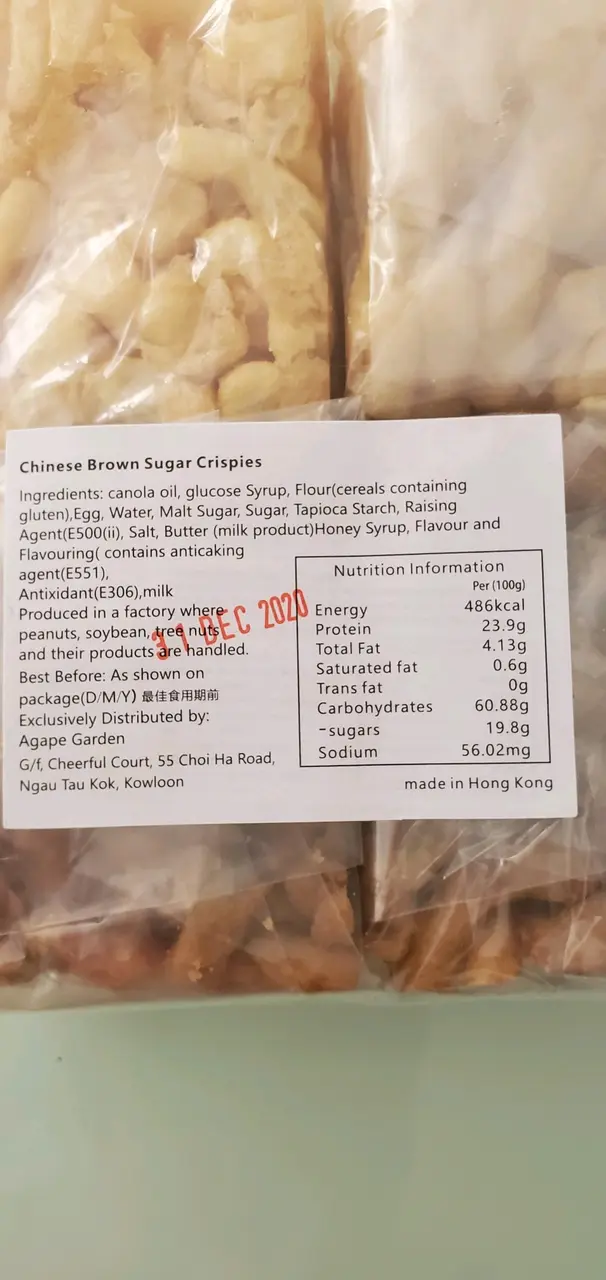 Chinese Brown Sugar Crispies
Ingredients: canola oil, glucose Syrup, Flour(cereals containing
gluten),Egg, Water, Malt Sugar, Sugar, Tapioca Starch, Raising
Agent(E500(ii), Salt, Butter (milk product)Honey Syrup, Flavour and
Flavouring( contains anticaking
agent(E551),
Antixidant(E306),milk
Produced in a factory where
peanuts, soybean, tree nuts
and their products are handled.
31 DEC 2020
Best Before: As shown on
package(D/M/Y) 最佳食用期前
Exclusively Distributed by:
Agape Garden
G/f, Cheerful Court, 55 Choi Ha Road,
Ngau Tau Kok, Kowloon
Nutrition Information
Per (100g)
Energy 486kcal
Protein 23.9g
Total Fat 4.13g
Saturated fat 0.6g
Trans fat 0g
Carbohydrates 60.88g
-sugars 19.8g
Sodium 56.02mg
made in Hong Kong